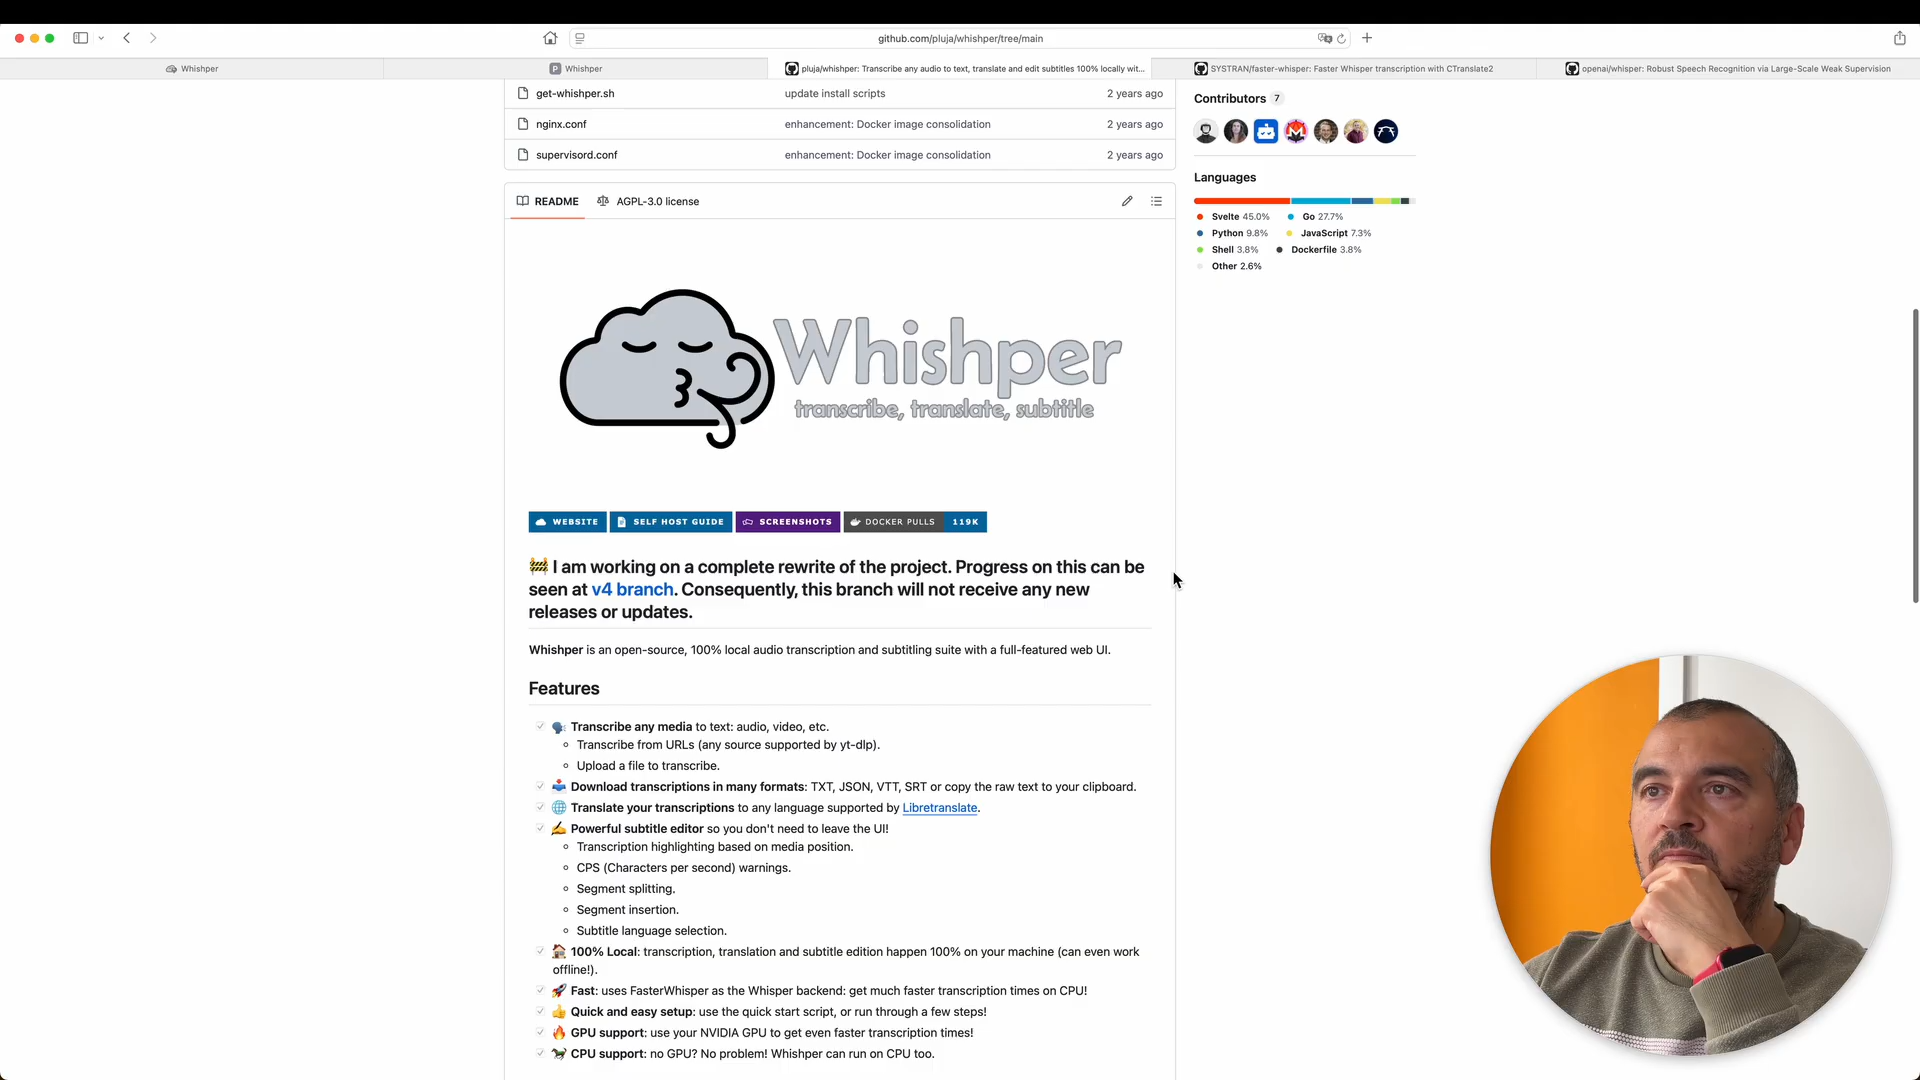 github.com/pluja/whishper/tree/main
Whishper
Whishper
pluja/whishper: Transcribe any audio to text, translate and edit subtitles 100% locally wit...
SYSTRAN/faster-whisper: Faster Whisper transcription with CTranslate2
openai/whisper: Robust Speech Recognition via Large-Scale Weak Supervision
get-whishper.sh update install scripts 2 years ago
nginx.conf enhancement: Docker image consolidation 2 years ago
supervisord.conf enhancement: Docker image consolidation 2 years ago
README AGPL-3.0 license
Whishper
transcribe, translate, subtitle
WEBSITE SELF HOST GUIDE SCREENSHOTS DOCKER PULLS 119K
🚧 I am working on a complete rewrite of the project. Progress on this can be
seen at v4 branch. Consequently, this branch will not receive any new
releases or updates.
Whishper is an open-source, 100% local audio transcription and subtitling suite with a full-featured web UI.
Features
🗣️ Transcribe any media to text: audio, video, etc.
Transcribe from URLs (any source supported by yt-dlp).
Upload a file to transcribe.
📥 Download transcriptions in many formats: TXT, JSON, VTT, SRT or copy the raw text to your clipboard.
🌐 Translate your transcriptions to any language supported by Libretranslate.
✍️ Powerful subtitle editor so you don't need to leave the UI!
Transcription highlighting based on media position.
CPS (Characters per second) warnings.
Segment splitting.
Segment insertion.
Subtitle language selection.
🏠 100% Local: transcription, translation and subtitle edition happen 100% on your machine (can even work
offline!).
🚀 Fast: uses FasterWhisper as the Whisper backend: get much faster transcription times on CPU!
👍 Quick and easy setup: use the quick start script, or run through a few steps!
🔥 GPU support: use your NVIDIA GPU to get even faster transcription times!
🐎 CPU support: no GPU? No problem! Whishper can run on CPU too.
Contributors 7
Languages
Svelte 45.0% Go 27.7%
Python 9.8% JavaScript 7.3%
Shell 3.8% Dockerfile 3.8%
Other 2.6%